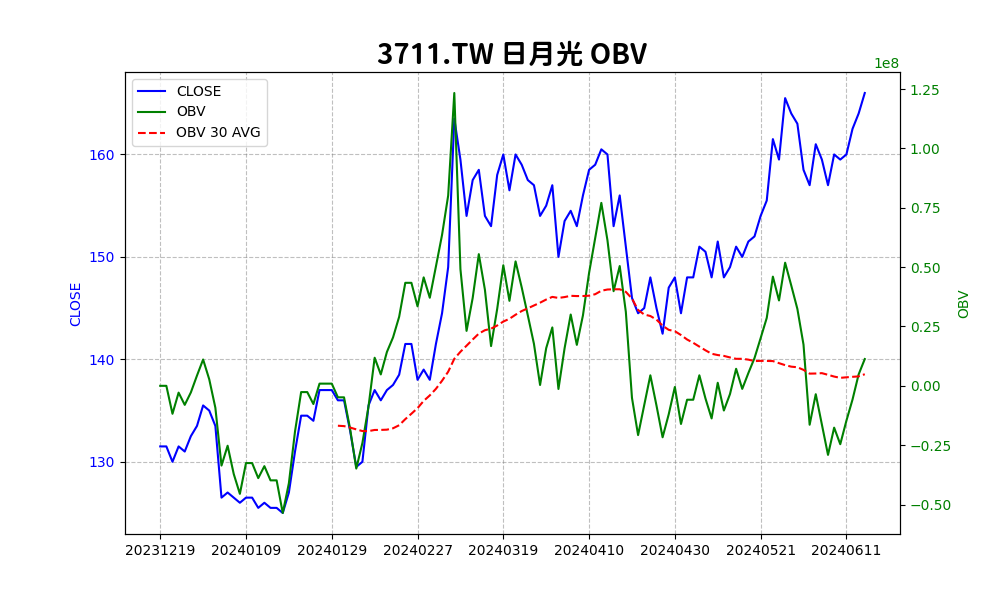 3711.TW 日月光 OBV
1e8
CLOSE
OBV
OBV 30 AVG
160
150
140
130
CLOSE
1.25
1.00
0.75
0.50
0.25
0.00
−0.25
−0.50
OBV
20231219 20240109 20240129 20240227 20240319 20240410 20240430 20240521 20240611